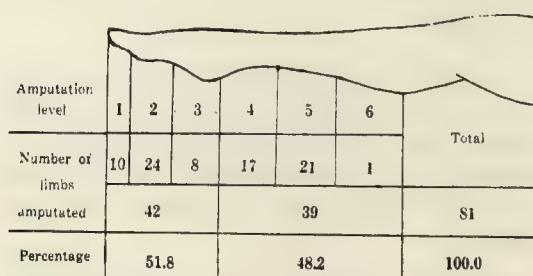 Amputation
level 1 2 3 4 5 6
Total
Number of 10 24 8 17 21 1
limbs
amputated 42 39 81
Percentage 51.8 48.2 100.0